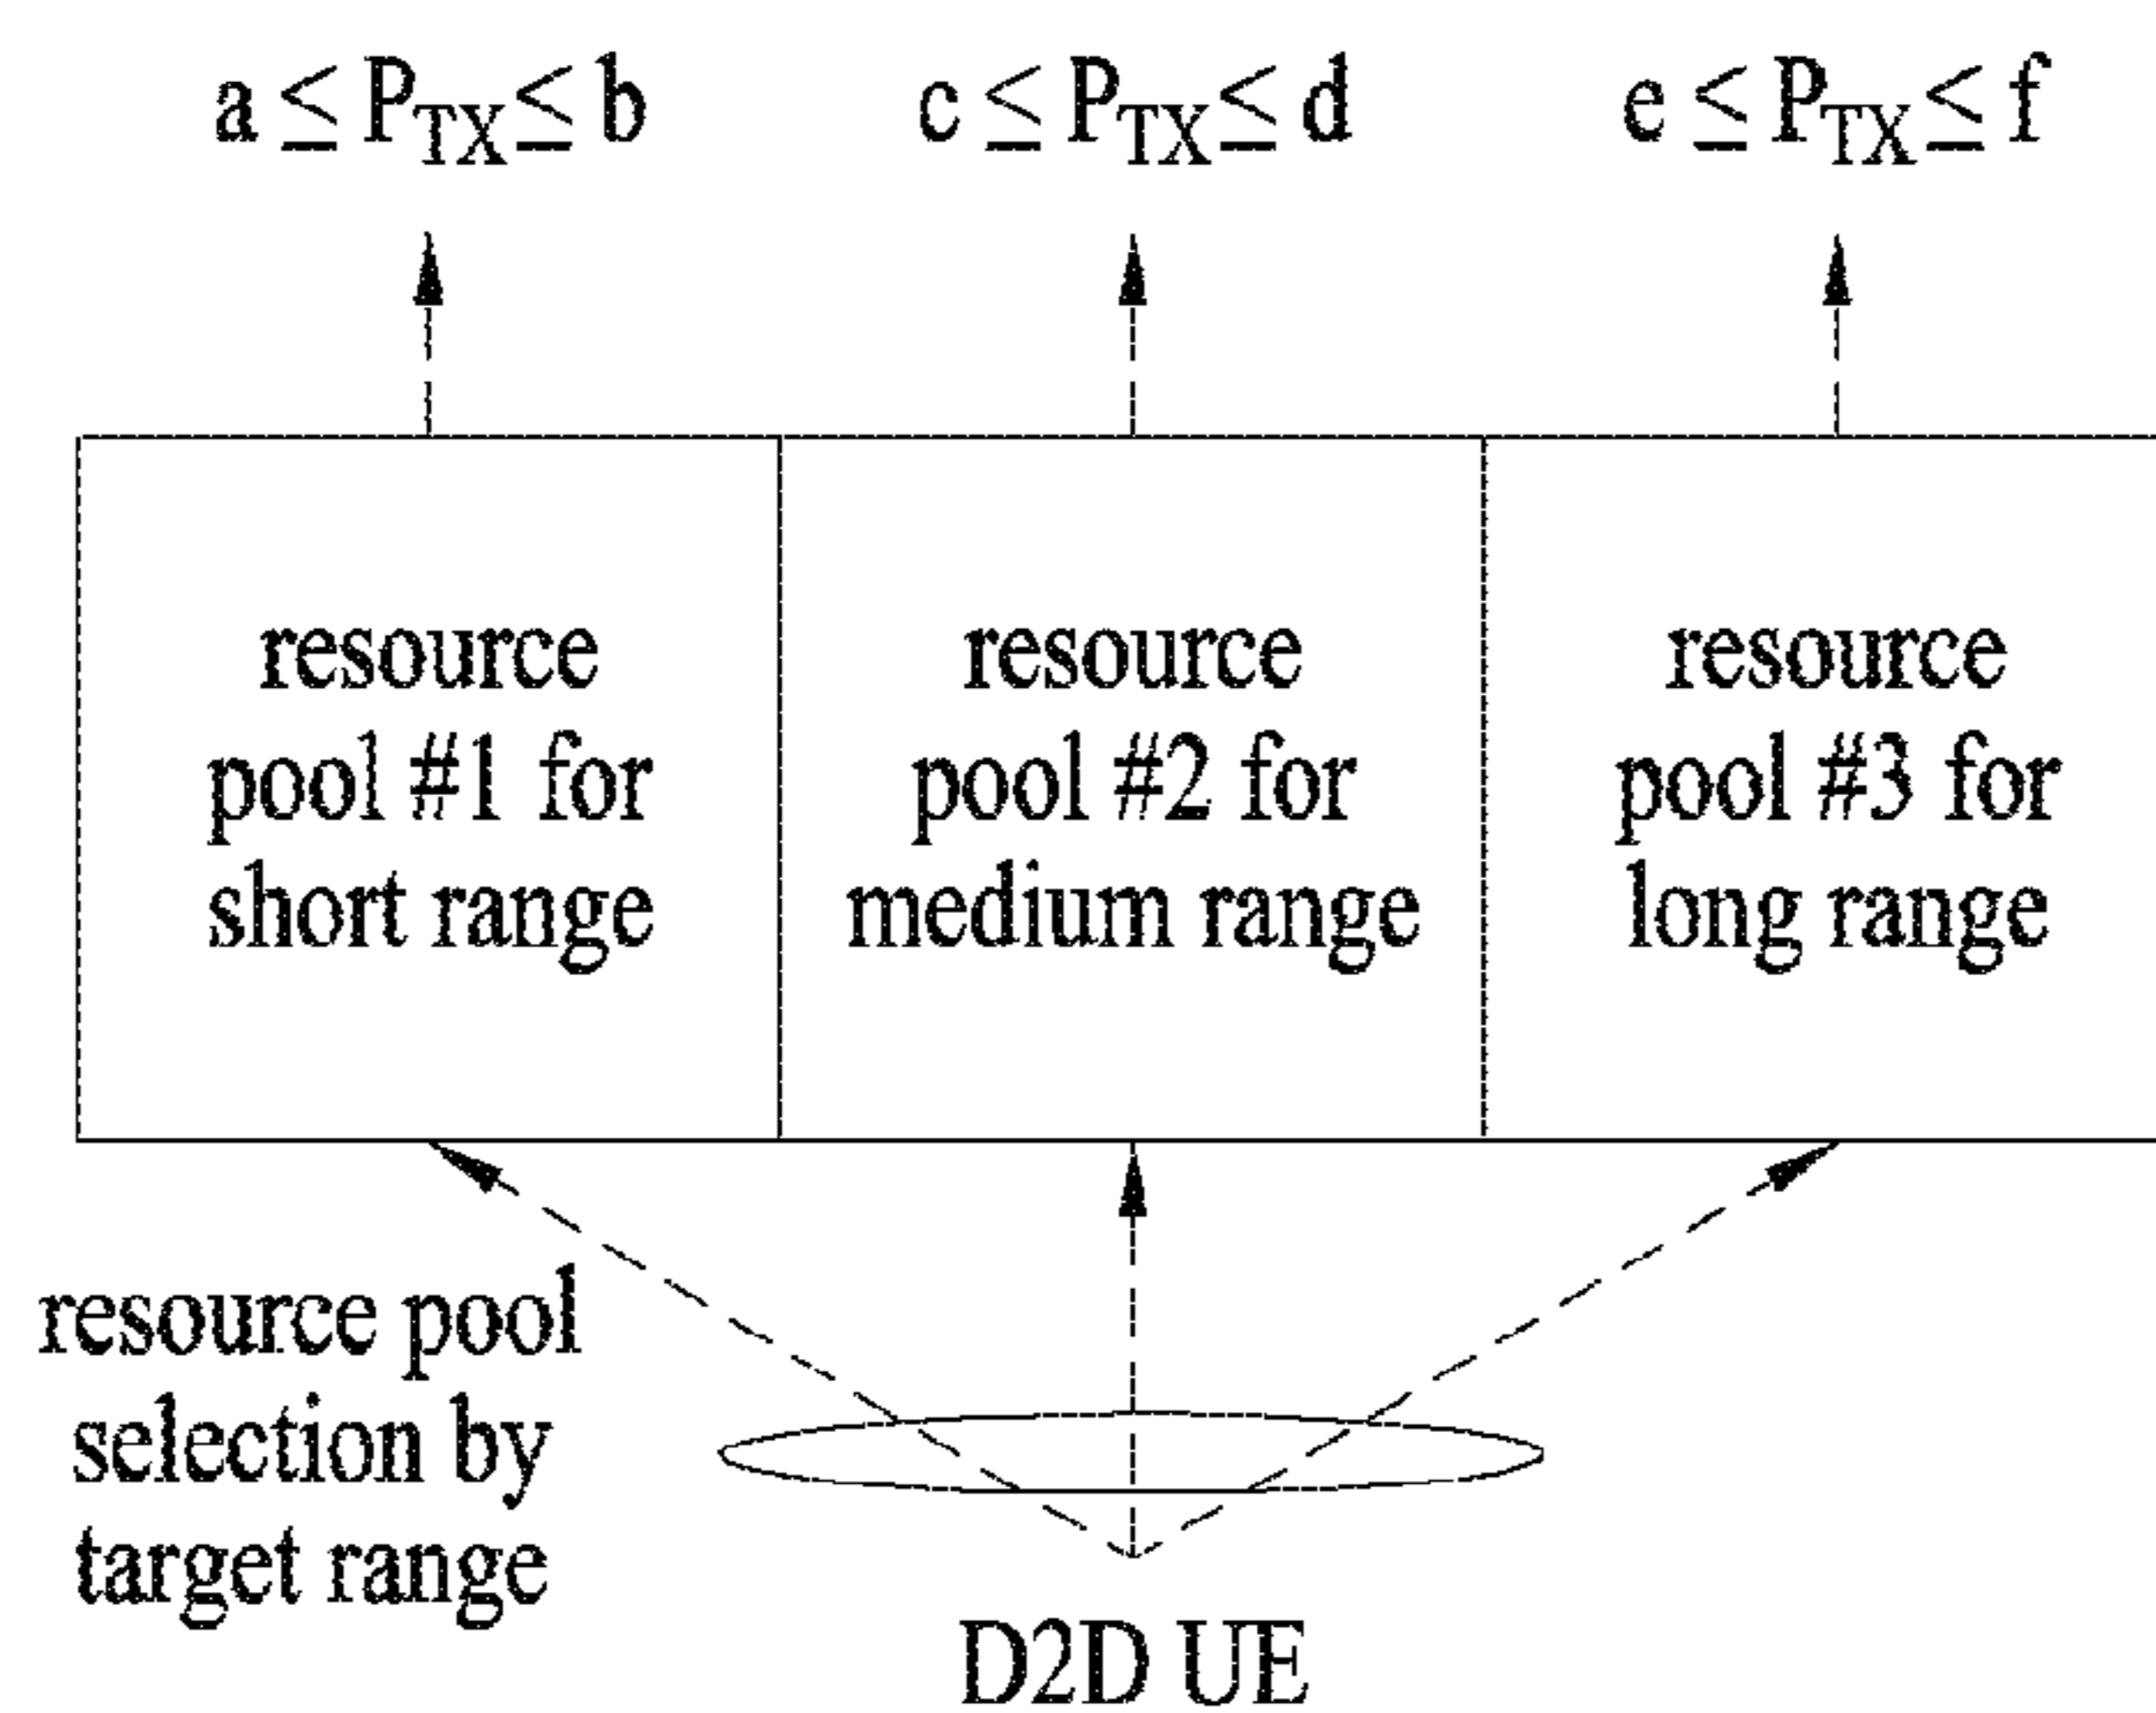 a ≤ P_TX ≤ b
c ≤ P_TX ≤ d
e ≤ P_TX ≤ f
resource
pool #1 for
short range
resource
pool #2 for
medium range
resource
pool #3 for
long range
resource pool
selection by
target range
D2D UE